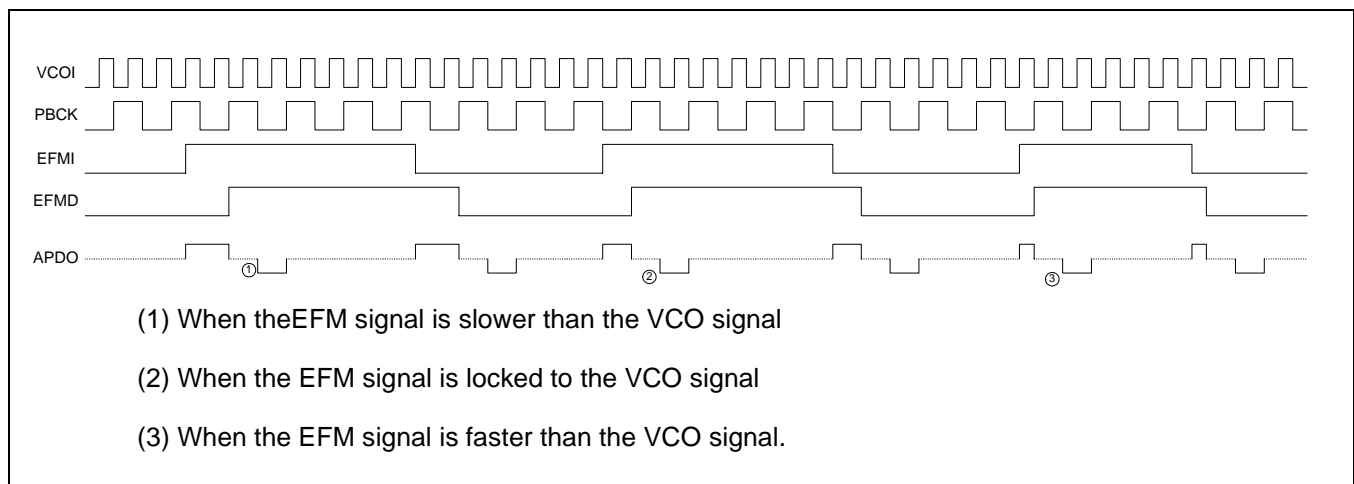 VCOI
PBCK
EFMI
EFMD
APDO
1
2
3
(1) When theEFM signal is slower than the VCO signal
(2) When the EFM signal is locked to the VCO signal
(3) When the EFM signal is faster than the VCO signal.